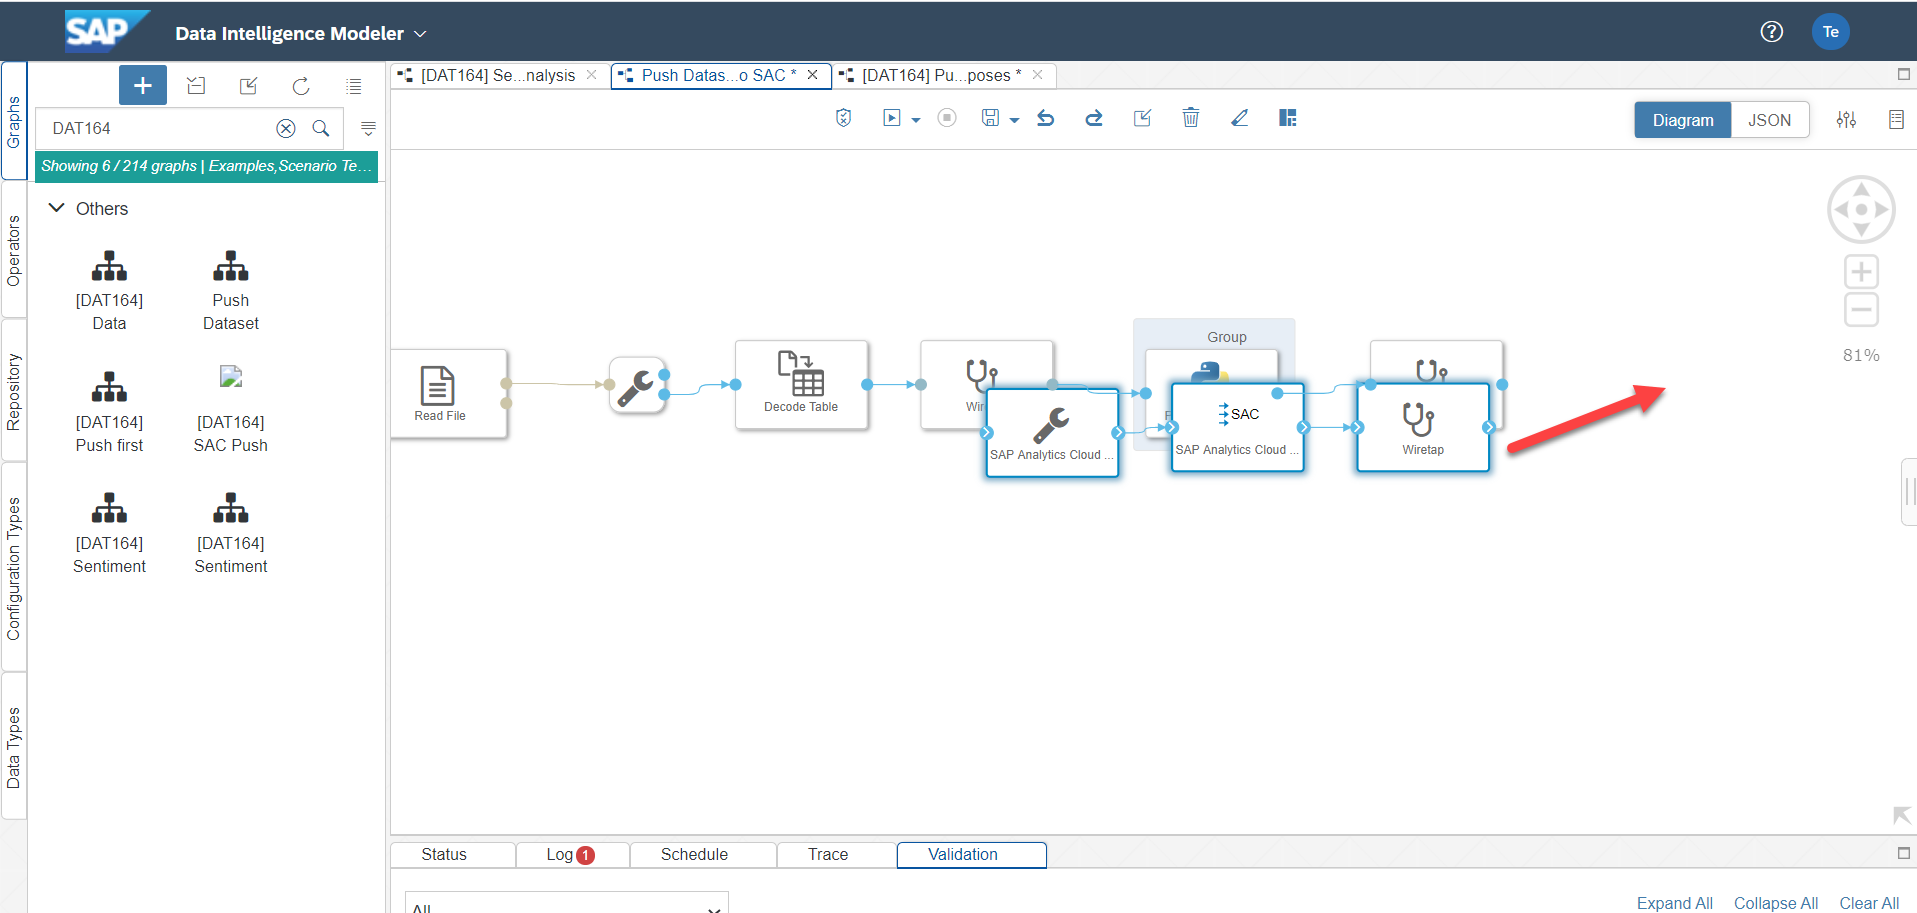 SAP
Data Intelligence Modeler
Te
Graphs
Operators
Repository
Configuration Types
Data Types
DAT164
Showing 6 / 214 graphs | Examples,Scenario Te...
Others
[DAT164]
Data
Push
Dataset
[DAT164]
Push first
[DAT164]
SAC Push
[DAT164]
Sentiment
[DAT164]
Sentiment
[DAT164] Se...nalysis
Push Datas...o SAC *
[DAT164] Pu...poses *
Diagram
JSON
81%
Read File
Decode Table
Wir
Group
SAP Analytics Cloud ...
SAC
SAP Analytics Cloud ...
Wiretap
Status
Log 1
Schedule
Trace
Validation
All
Expand All
Collapse All
Clear All